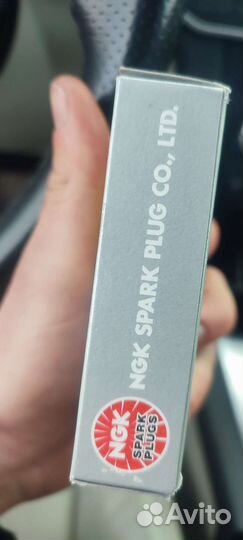 NGK SPARK PLUG CO., LTD.
NGK
SPARK
PLUGS
Avito